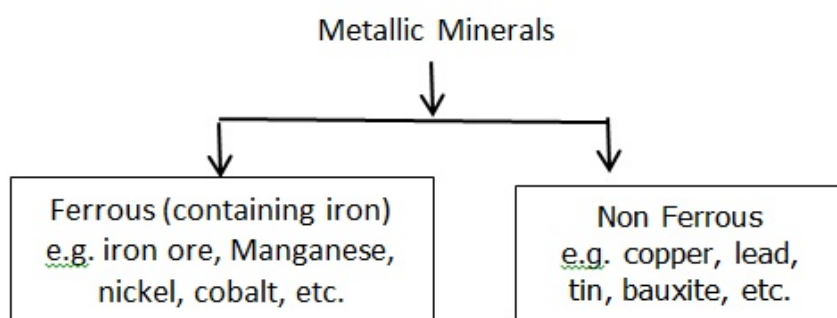 Metallic Minerals
Ferrous (containing iron)
e.g. iron ore, Manganese,
nickel, cobalt, etc.
Non Ferrous
e.g. copper, lead,
tin, bauxite, etc.